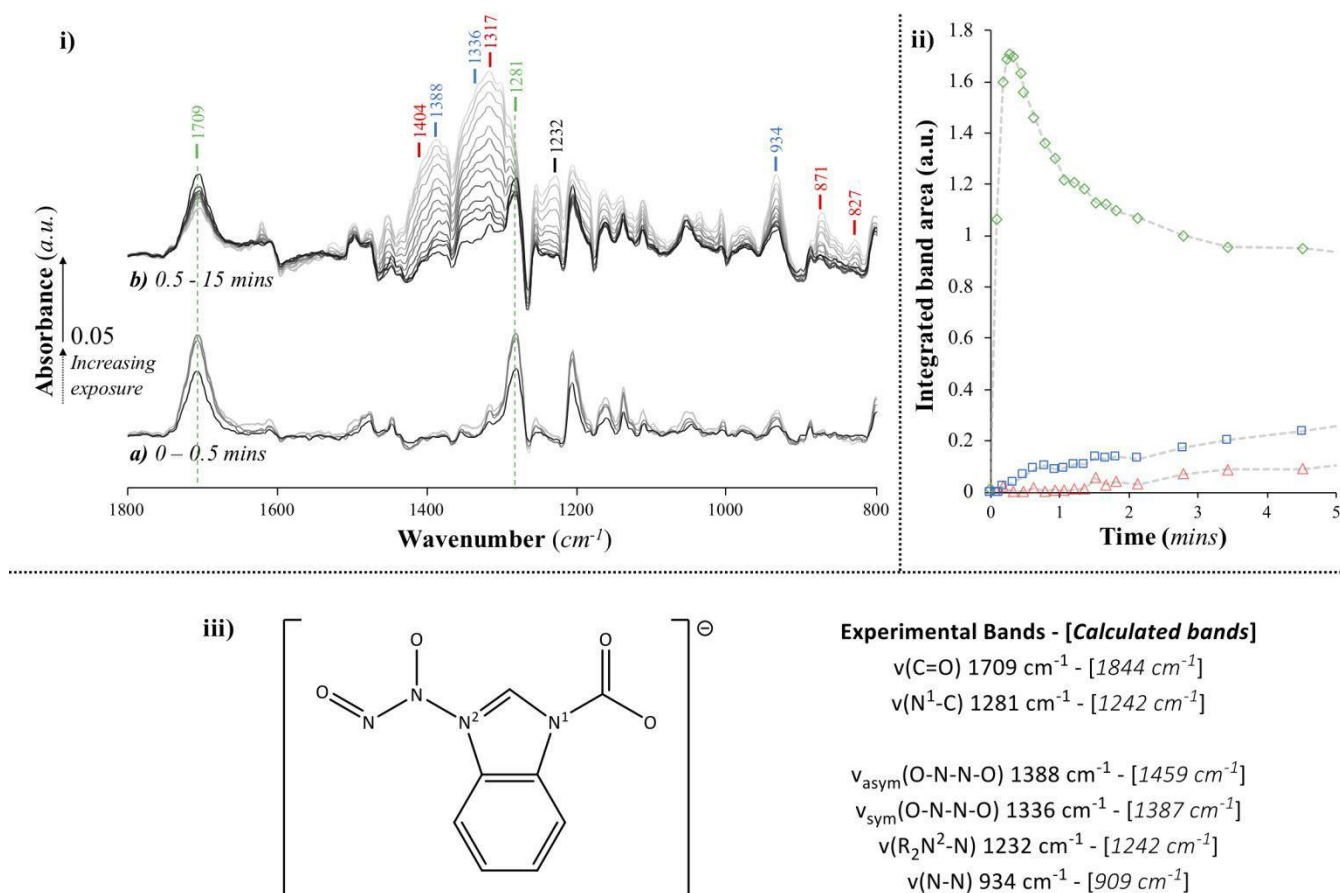 i)
1709
1404
1388
1336
1317
1281
1232
934
871
827
Absorbance (a.u.)
0.05
Increasing
exposure
b) 0.5 - 15 mins
a) 0 – 0.5 mins
1800 1600 1400 1200 1000 800
Wavenumber (cm⁻¹)
ii)
Integrated band area (a.u.)
1.8
1.6
1.4
1.2
1
0.8
0.6
0.4
0.2
0
0 1 2 3 4 5
Time (mins)
iii)
⊖
O O
O N
N N² N¹ O
Experimental Bands - [Calculated bands]
ν(C=O) 1709 cm⁻¹ - [1844 cm⁻¹]
ν(N¹-C) 1281 cm⁻¹ - [1242 cm⁻¹]
ν_asym(O-N-N-O) 1388 cm⁻¹ - [1459 cm⁻¹]
ν_sym(O-N-N-O) 1336 cm⁻¹ - [1387 cm⁻¹]
ν(R₂N²-N) 1232 cm⁻¹ - [1242 cm⁻¹]
ν(N-N) 934 cm⁻¹ - [909 cm⁻¹]